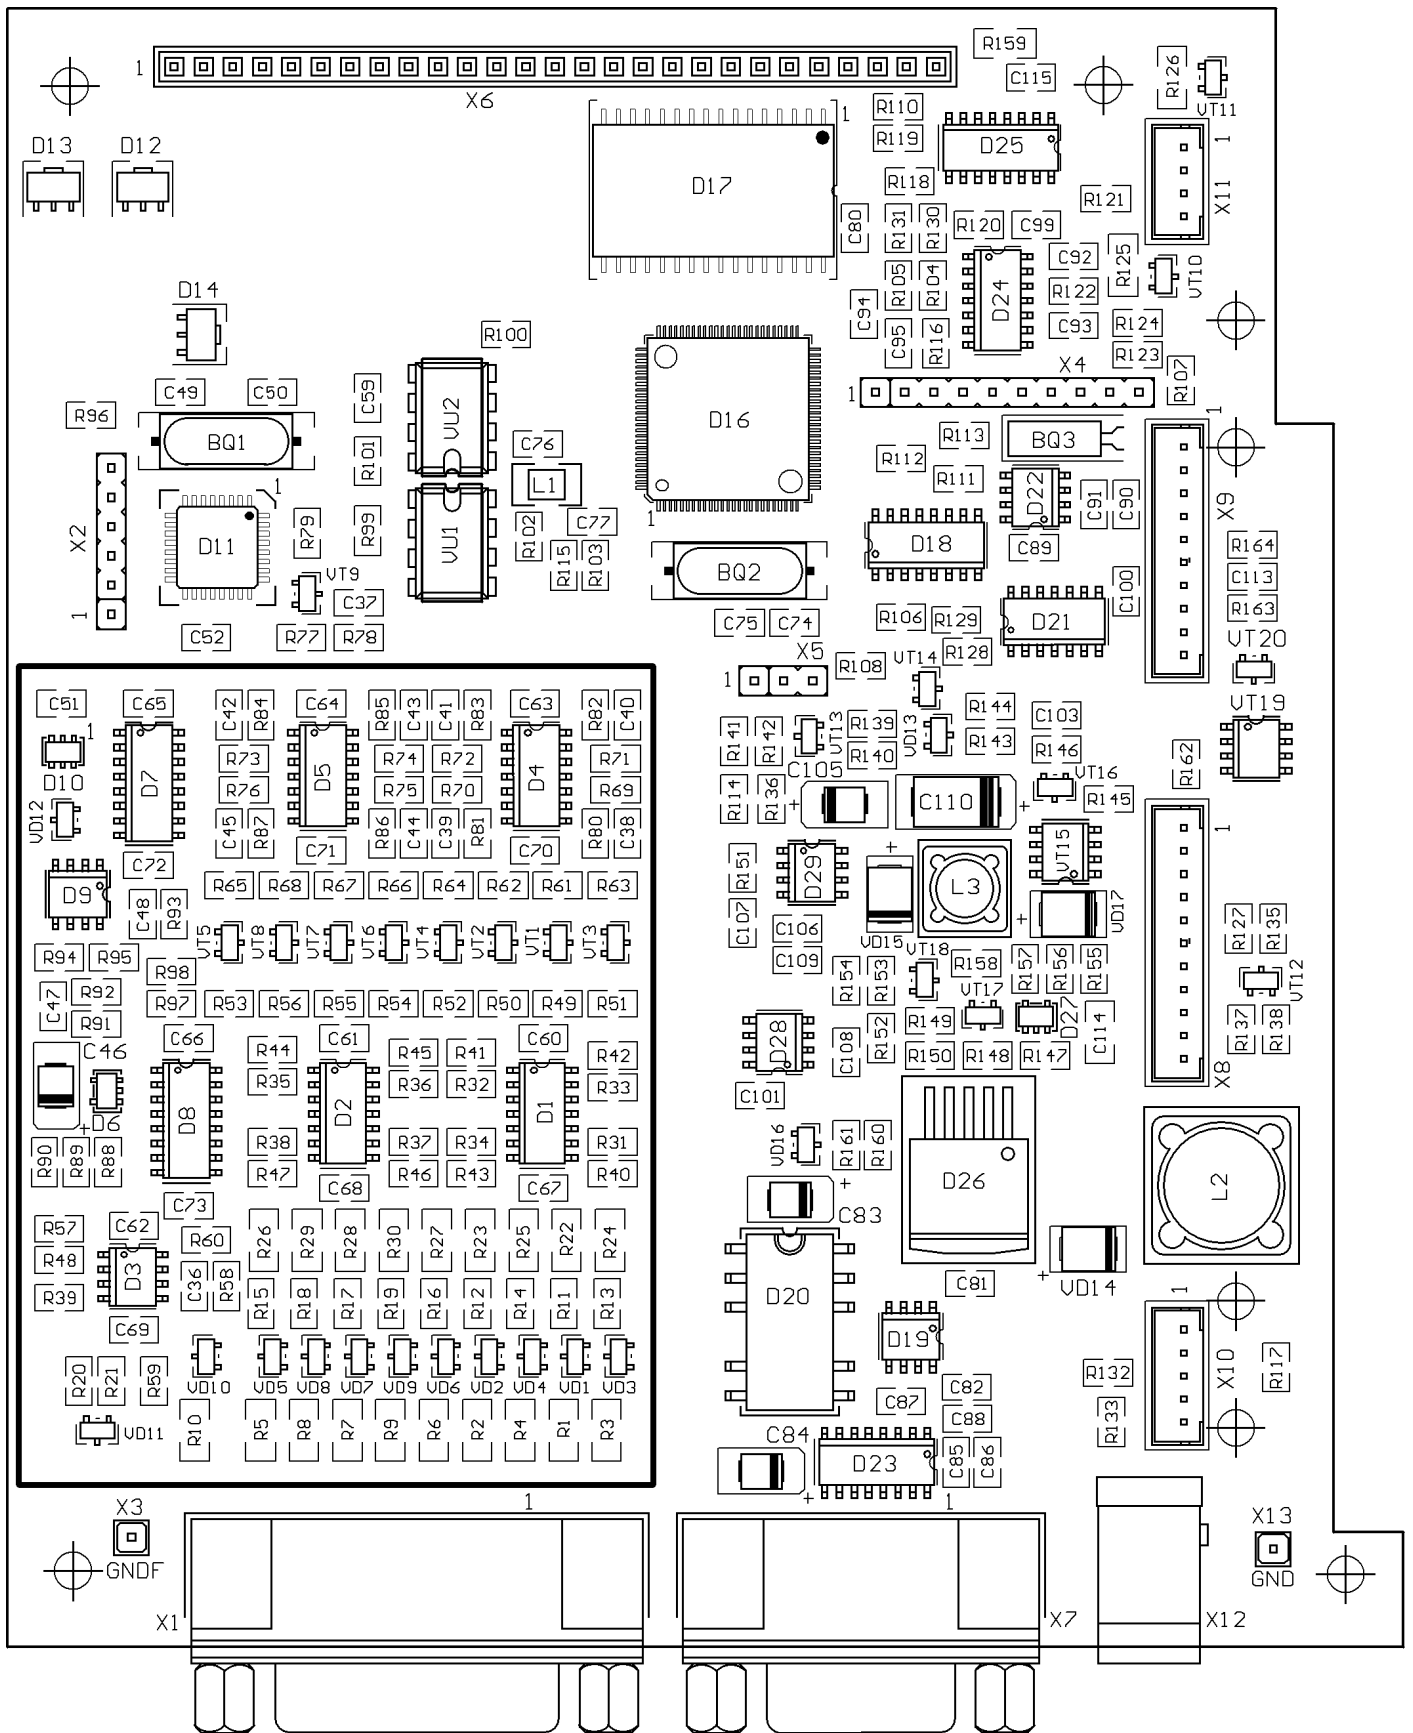 R159
C115
R126
VT11
1
X6
R110
R119
D25
1
1
X11
D13
D12
D17
1
R118
R121
C80
R131
R130
R120
C99
C92
R125
VT10
R105
R104
D24
R122
C94
D14
C95
R116
C93
R124
R123
R100
X4
R107
1
C49
C50
C59
VU2
D16
R96
BQ1
R101
C76
L1
R113
BQ3
R112
R111
D22
C91
C90
1
X9
1
X2
D11
R79
R99
VU1
R102
C77
R115
R103
1
D18
C89
R164
C113
R163
BQ2
VT9
C37
C100
1
C52
R77
R78
C75
C74
R106
R129
D21
R128
VT20
X5
R108
1
VT14
C51
C65
C42
R84
C64
R85
C43
C41
R83
C63
R82
C40
R144
C103
VT19
1
D10
D7
R73
D5
R74
R72
D4
R71
R141
R142
VT13
R139
R140
VD13
R143
R146
R162
R76
R75
R70
R69
C105
VT16
R145
VD12
R114
R136
+
C110
+
C45
R87
R86
C44
C39
R81
R80
C38
1
C72
C71
C70
+
VT15
D9
R65
R68
R67
R66
R64
R62
R61
R63
R151
D29
L3
C48
R93
C107
C106
C109
VD15
+
VD17
R127
R135
VT5
VT8
VT7
VT6
VT4
VT2
VT1
VT3
R94
R95
R98
VT18
R158
R157
R156
R155
VT12
C47
R92
R97
R53
R56
R55
R54
R52
R50
R49
R51
R154
R153
VT17
D27
R91
C46
C66
R44
C61
R45
R41
C60
R42
D28
C108
R152
R149
R150
R148
R147
C114
R137
R138
X8
R35
R36
R32
R33
C101
D6
+
D8
D2
D1
R90
R89
R88
R38
R37
R34
R31
VD16
R161
R160
D26
L2
R47
R46
R43
R40
C73
C68
C67
+
C83
R57
C62
R60
R26
R29
R28
R30
R27
R23
R25
R22
R24
R48
D3
R39
C36
R58
R15
R18
R17
R19
R16
R12
R14
R11
R13
D20
C81
+
VD14
1
C69
D19
X10
R117
R20
R21
R59
VD10
VD5
VD8
VD7
VD9
VD6
VD2
VD4
VD1
VD3
R132
C87
C82
C88
R133
VD11
R10
R5
R8
R7
R9
R6
R2
R4
R1
R3
C84
+
D23
C85
C86
X3
GNDF
1
1
X13
GND
X1
X7
X12